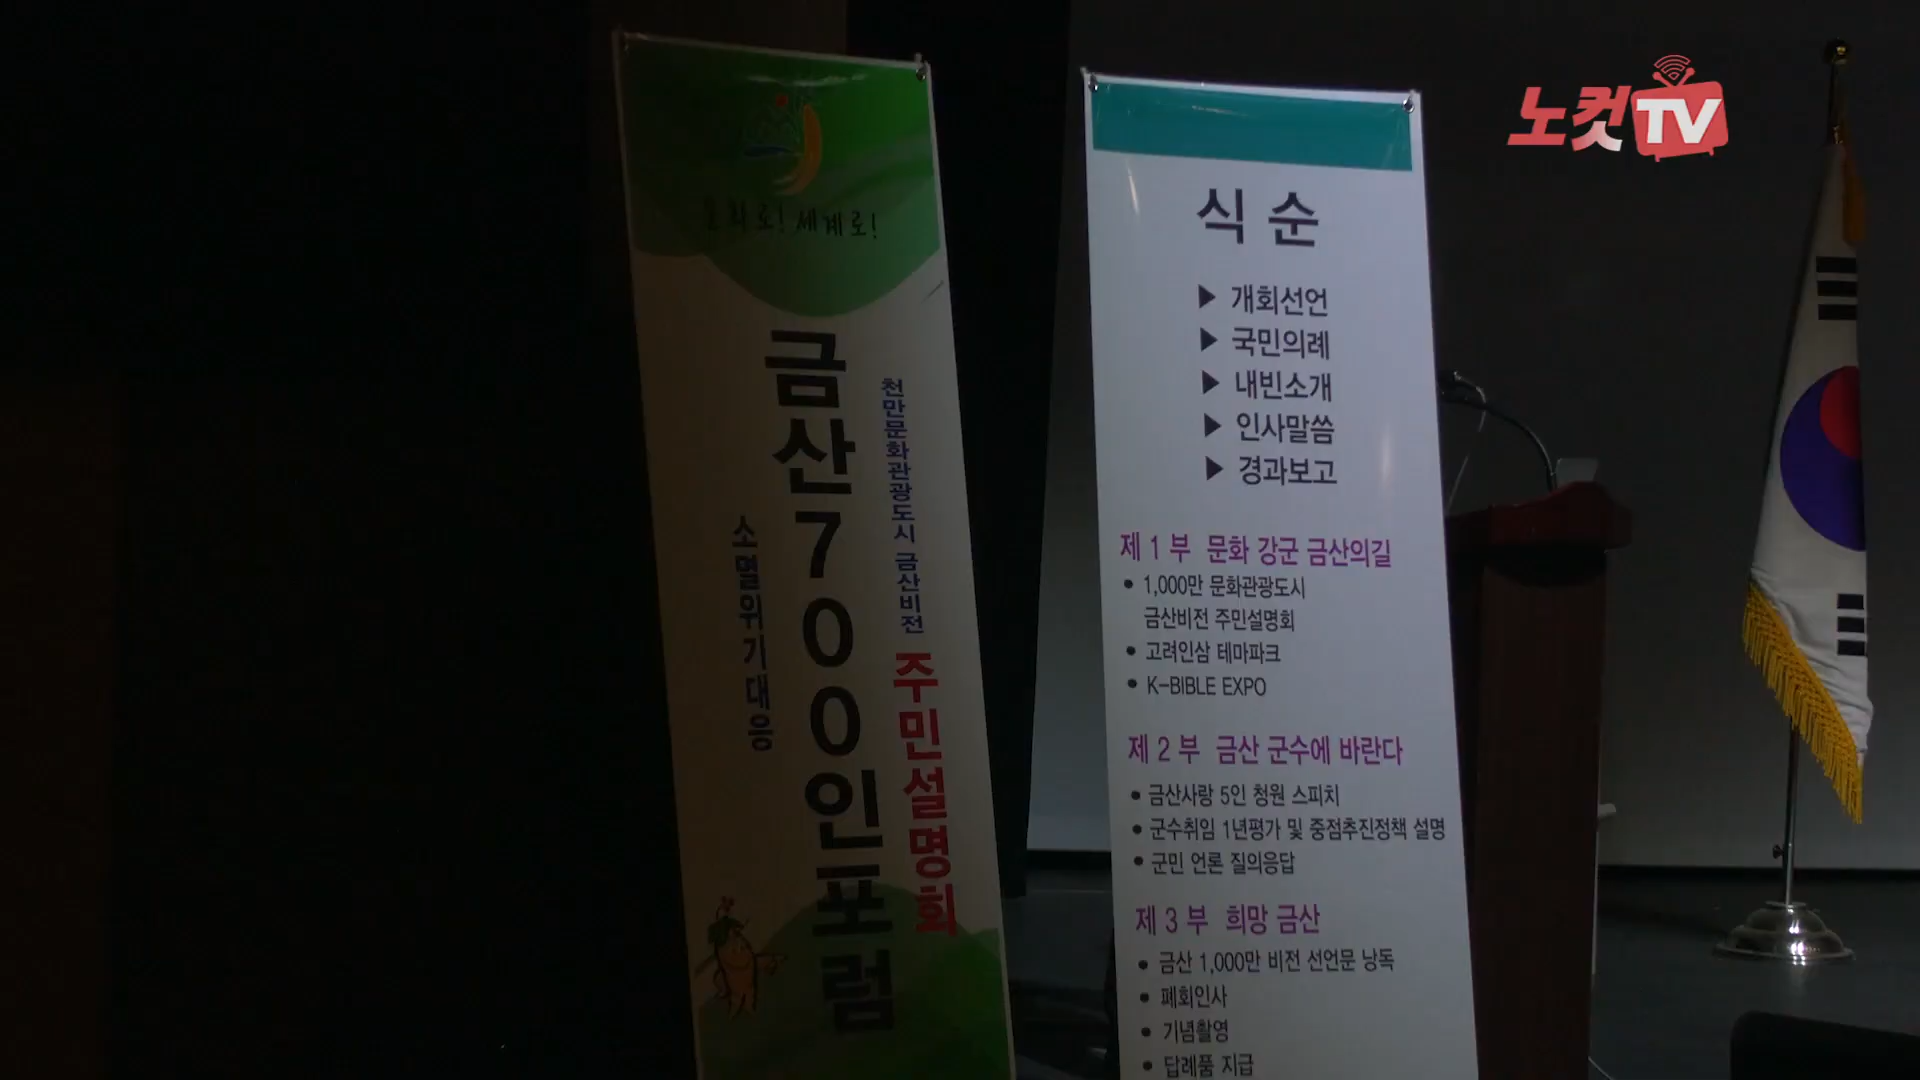 노컷TV
세계로!
금산700인포럼
천만문화관광도시 금산비전
주민설명회
소멸위기대응
식 순
▶ 개회선언
▶ 국민의례
▶ 내빈소개
▶ 인사말씀
▶ 경과보고
제 1 부 문화 강군 금산의길
• 1,000만 문화관광도시
금산비전 주민설명회
• 고려인삼 테마파크
• K-BIBLE EXPO
제 2 부 금산 군수에 바란다
• 금산사랑 5인 청원 스피치
• 군수취임 1년평가 및 중점추진정책 설명
• 군민 언론 질의응답
제 3 부 희망 금산
• 금산 1,000만 비전 선언문 낭독
• 폐회인사
• 기념촬영
• 답례품 지급